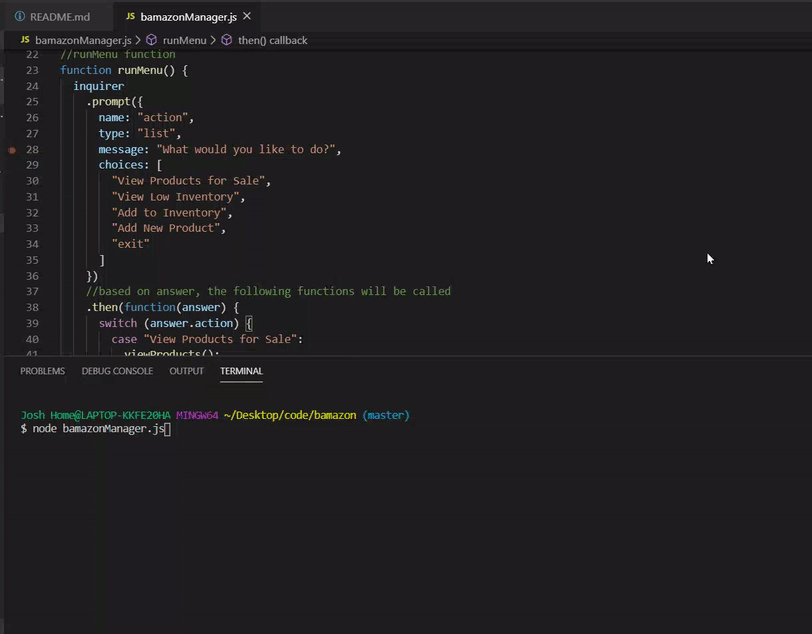 README.md
JS bamazonManager.js ✕
JS bamazonManager.js > runMenu > then() callback
22 //runMenu function
23 function runMenu() {
24 inquirer
25 .prompt({
26 name: "action",
27 type: "list",
28 message: "What would you like to do?",
29 choices: [
30 "View Products for Sale",
31 "View Low Inventory",
32 "Add to Inventory",
33 "Add New Product",
34 "exit"
35 ]
36 })
37 //based on answer, the following functions will be called
38 .then(function(answer) {
39 switch (answer.action) {
40 case "View Products for Sale":
41 viewProducts();
PROBLEMS DEBUG CONSOLE OUTPUT TERMINAL
Josh Home@LAPTOP-KKFE20HA MINGW64 ~/Desktop/code/bamazon (master)
$ node bamazonManager.js